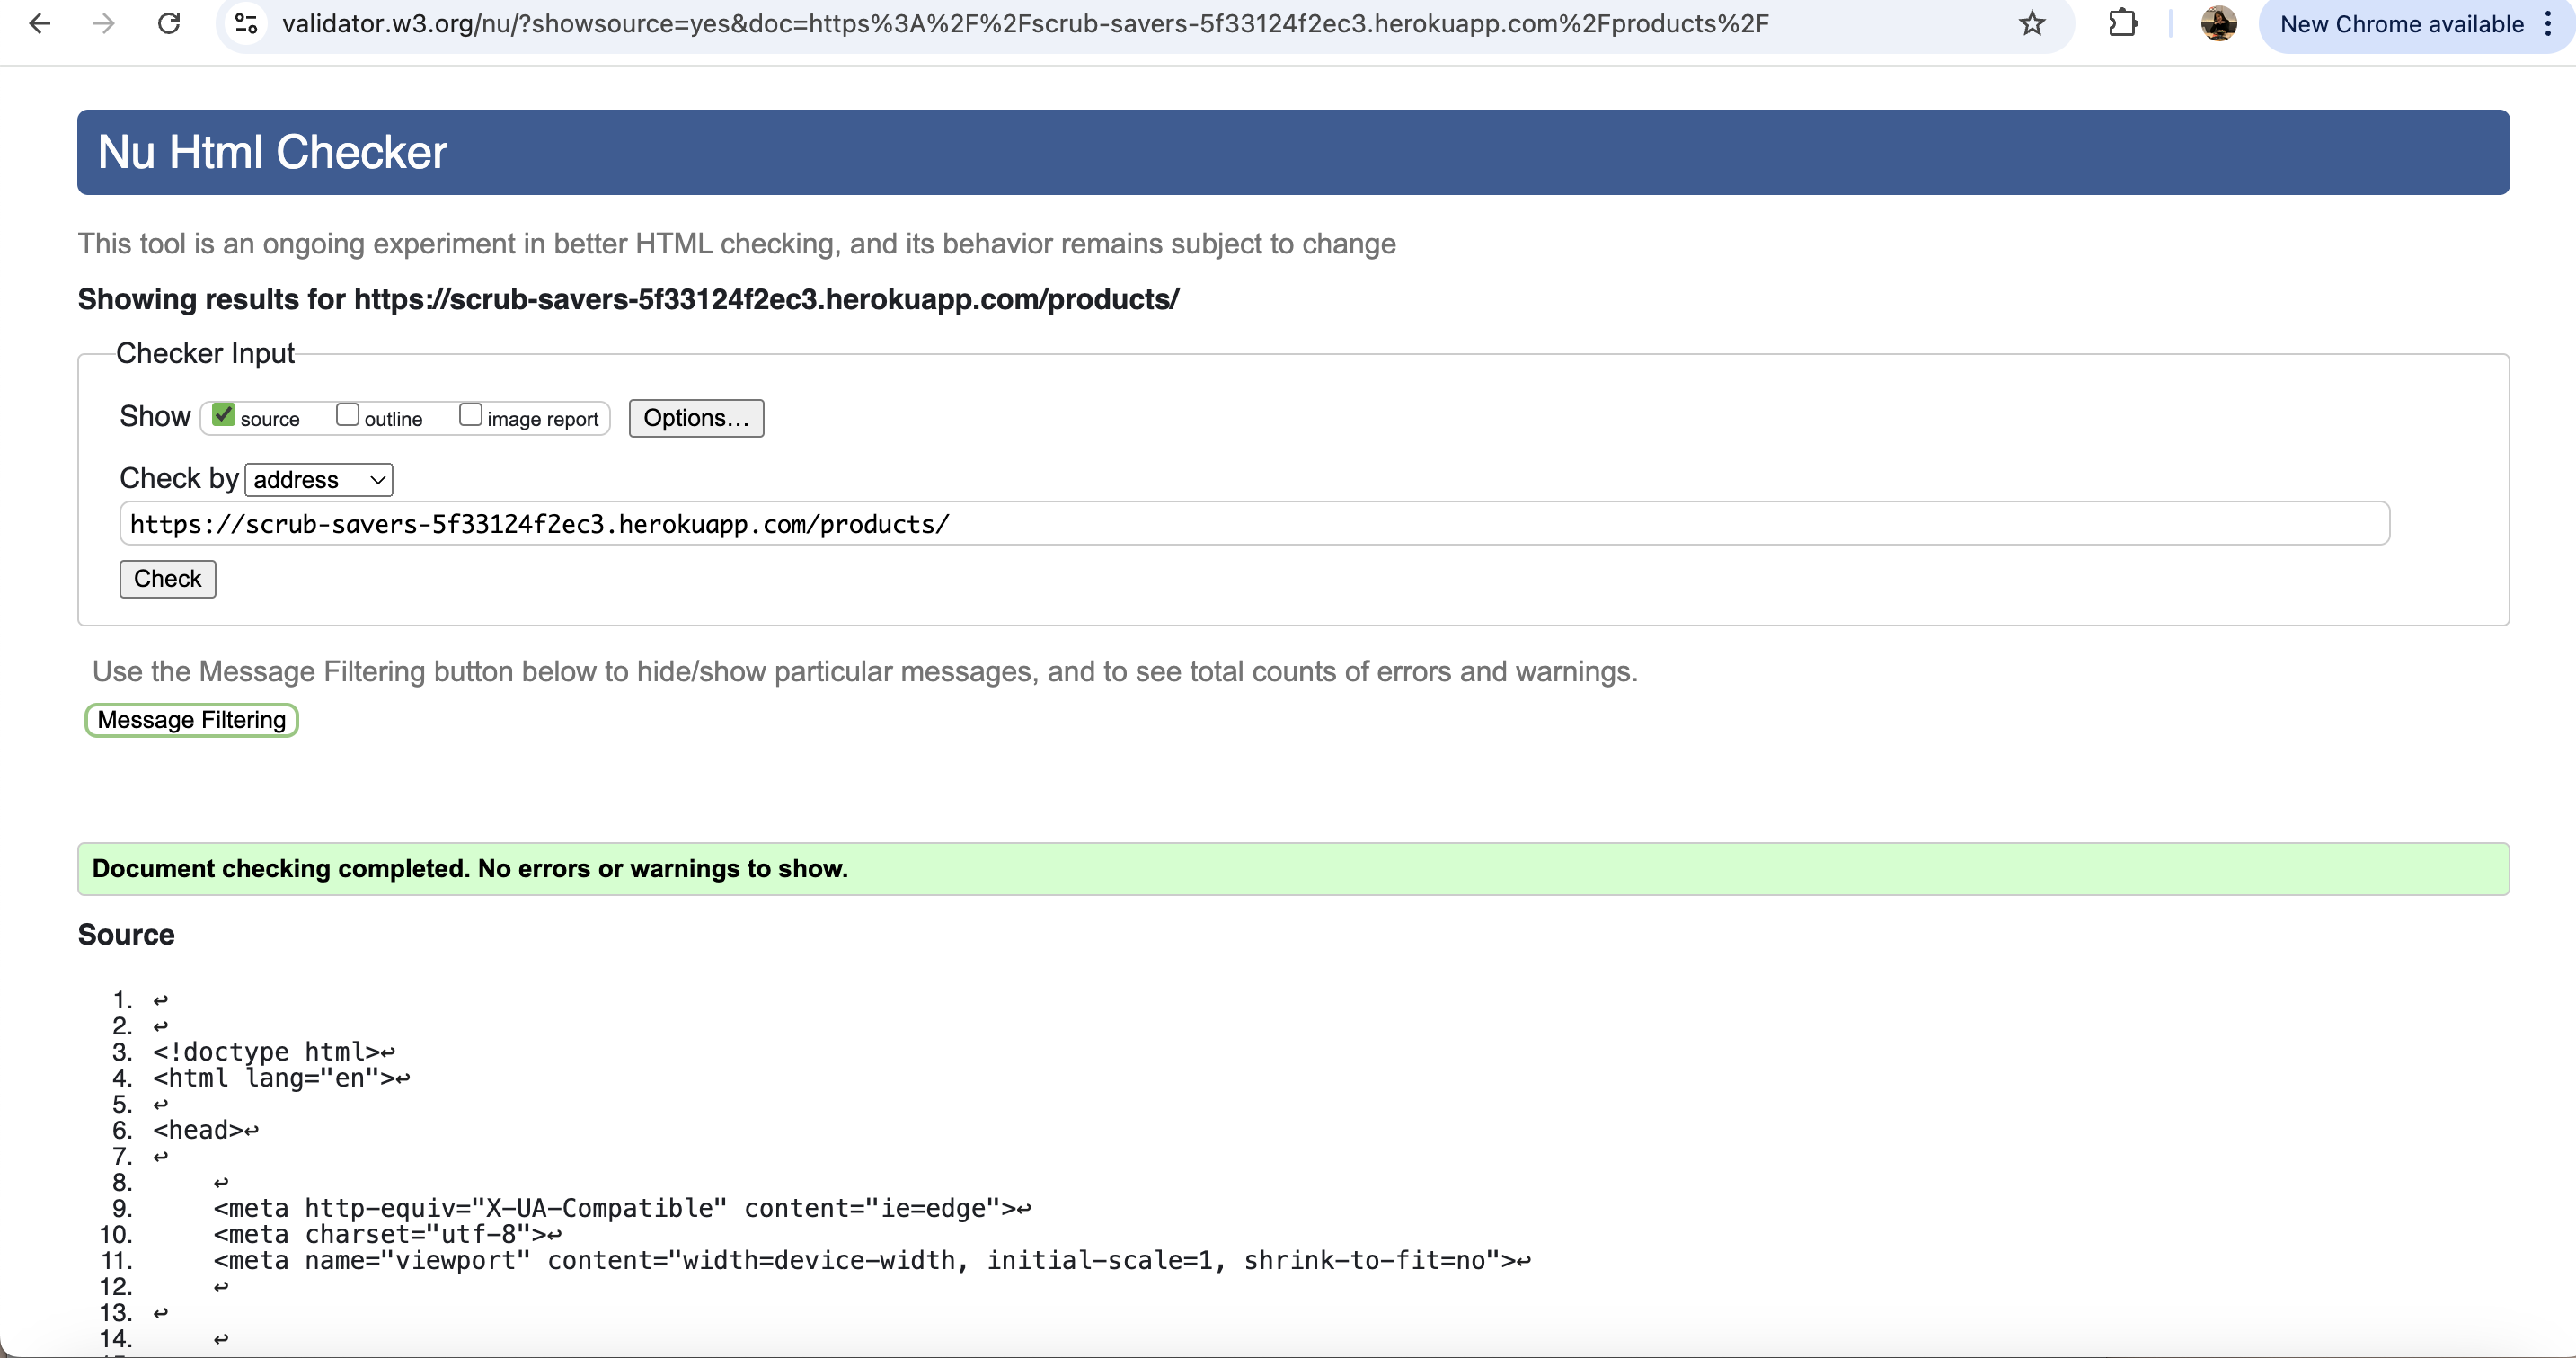 validator.w3.org/nu/?showsource=yes&doc=https%3A%2F%2Fscrub-savers-5f33124f2ec3.herokuapp.com%2Fproducts%2F
New Chrome available
Nu Html Checker
This tool is an ongoing experiment in better HTML checking, and its behavior remains subject to change
Showing results for https://scrub-savers-5f33124f2ec3.herokuapp.com/products/
Checker Input
Show source outline image report Options...
Check by address
https://scrub-savers-5f33124f2ec3.herokuapp.com/products/
Check
Use the Message Filtering button below to hide/show particular messages, and to see total counts of errors and warnings.
Message Filtering
Document checking completed. No errors or warnings to show.
Source
1. ↩
2. ↩
3. <!doctype html>↩
4. <html lang="en">↩
5. ↩
6. <head>↩
7. ↩
8. ↩
9. <meta http-equiv="X-UA-Compatible" content="ie=edge">↩
10. <meta charset="utf-8">↩
11. <meta name="viewport" content="width=device-width, initial-scale=1, shrink-to-fit=no">↩
12. ↩
13. ↩
14. ↩